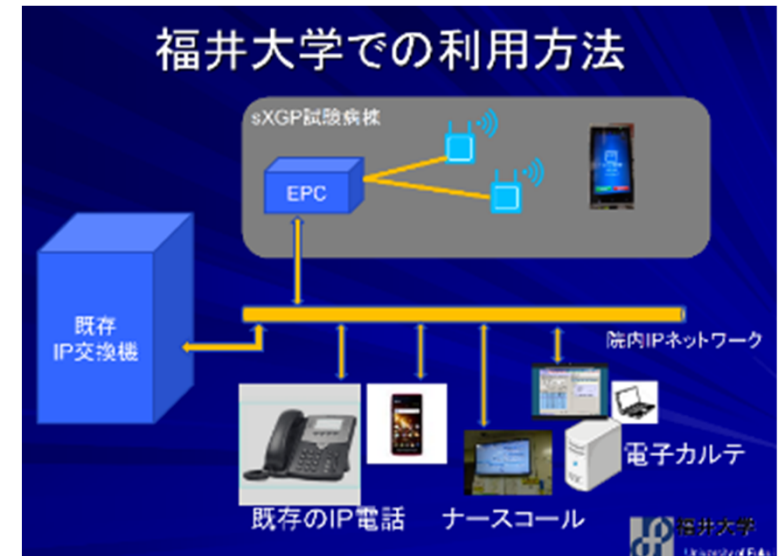 福井大学での利用方法
sXGP試験病棟
EPC
既存
IP交換機
院内IPネットワーク
電子カルテ
既存のIP電話
ナースコール
福井大学
University of Fukui